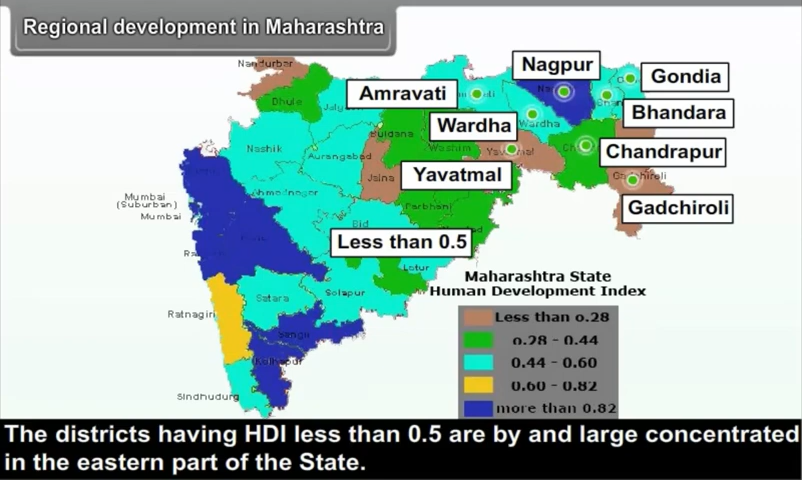 Regional development in Maharashtra
Nandurbar
Nagpur
Gondia
Dhule
Jalgaon
Amravati
Bhandara
Buldana
Wardha
Wardha
Nashik
Washim
Yavatmal
Chandrapur
Aurangabad
Jalna
Yavatmal
Gadchiroli
Ahmednager
Mumbai
(Suburban)
Mumbai
Parbhani
Gadchiroli
Bid
Less than 0.5
Latur
Maharashtra State
Human Development Index
Satara
Solapur
Ratnagiri
Less than 0.28
0.28 - 0.44
Sangli
0.44 - 0.60
Kolhapur
0.60 - 0.82
Sindhudurg
more than 0.82
The districts having HDI less than 0.5 are by and large concentrated
in the eastern part of the State.